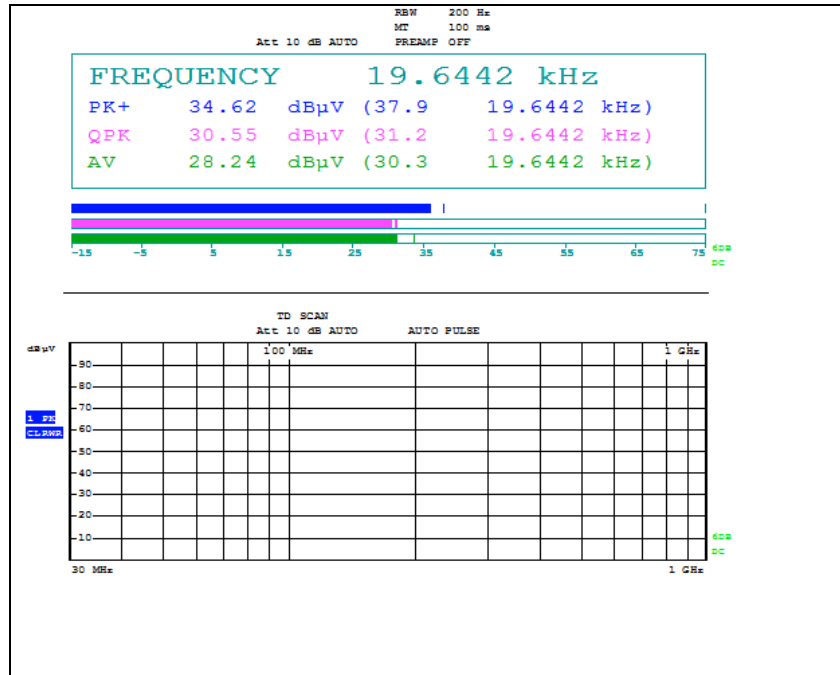 RBW 200 Hz
MT 100 ms
Att 10 dB AUTO PREAMP OFF
FREQUENCY 19.6442 kHz
PK+ 34.62 dBµV (37.9 19.6442 kHz)
QPK 30.55 dBµV (31.2 19.6442 kHz)
AV 28.24 dBµV (30.3 19.6442 kHz)
-15 -5 5 15 25 35 45 55 65 75
6DB
DC
TD SCAN
Att 10 dB AUTO AUTO PULSE
dBµV
100 MHz 1 GHz
90
80
70
1 PK
CLRWR
60
50
40
30
20
10
6DB
DC
30 MHz 1 GHz